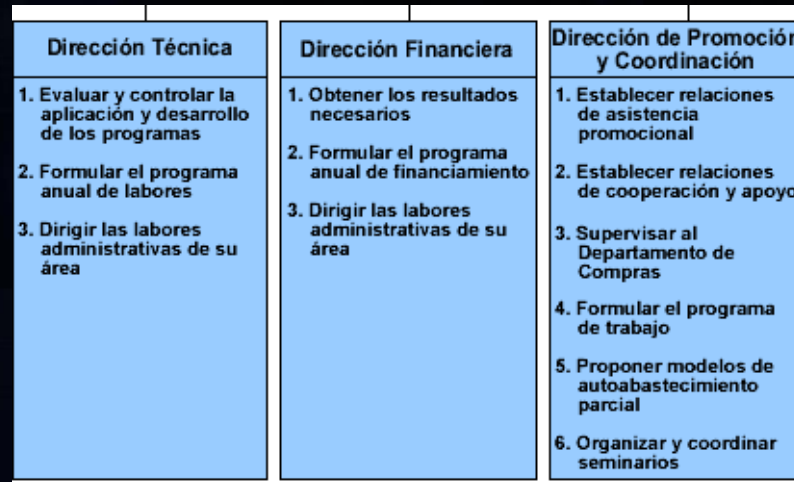 Dirección Técnica
1. Evaluar y controlar la
aplicación y desarrollo
de los programas
2. Formular el programa
anual de labores
3. Dirigir las labores
administrativas de su
área
Dirección Financiera
1. Obtener los resultados
necesarios
2. Formular el programa
anual de financiamiento
3. Dirigir las labores
administrativas de su
área
Dirección de Promoción
y Coordinación
1. Establecer relaciones
de asistencia
promocional
2. Establecer relaciones
de cooperación y apoyo
3. Supervisar al
Departamento de
Compras
4. Formular el programa
de trabajo
5. Proponer modelos de
autoabastecimiento
parcial
6. Organizar y coordinar
seminarios